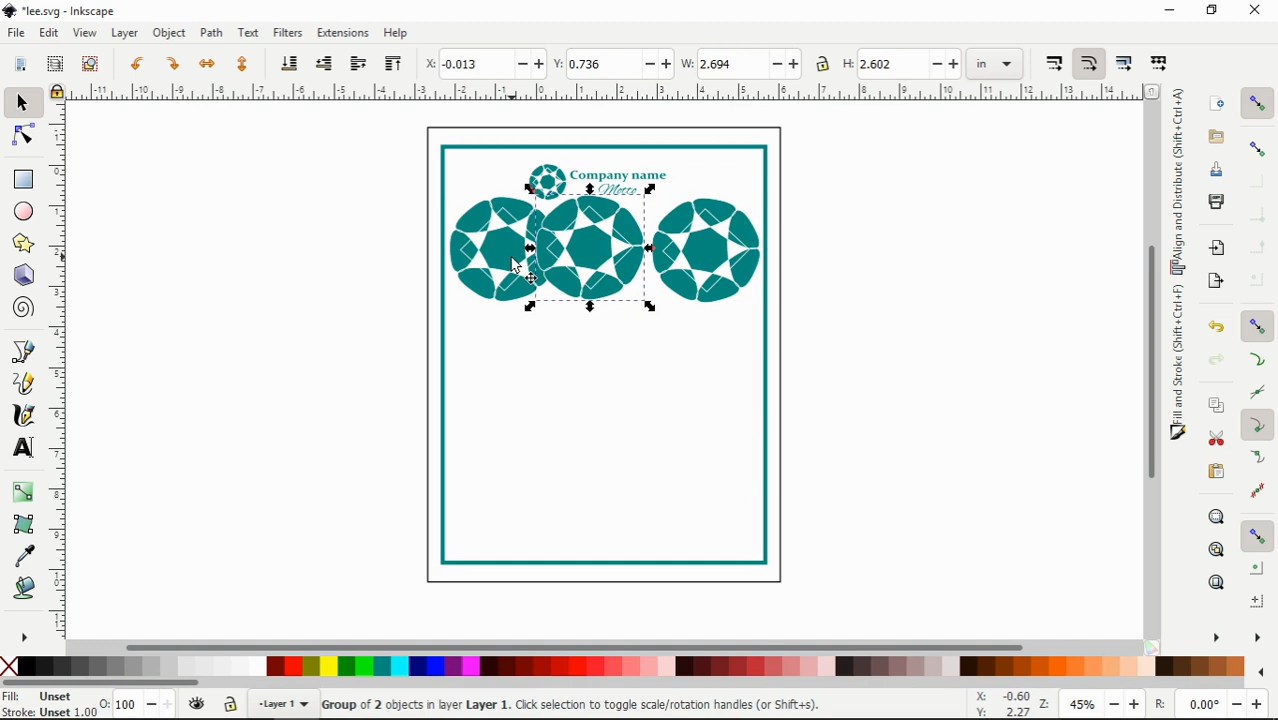 *lee.svg - Inkscape
File Edit View Layer Object Path Text Filters Extensions Help
X: -0.013 Y: 0.736 W: 2.694 H: 2.602 in
Company name
Motto
Align and Distribute (Shift+Ctrl+A)
Fill and Stroke (Shift+Ctrl+F)
Fill: Unset
Stroke: Unset 1.00
O: 100
-Layer 1
Group of 2 objects in layer Layer 1. Click selection to toggle scale/rotation handles (or Shift+s).
X: -0.60
Y: 2.27
Z: 45%
R: 0.00°